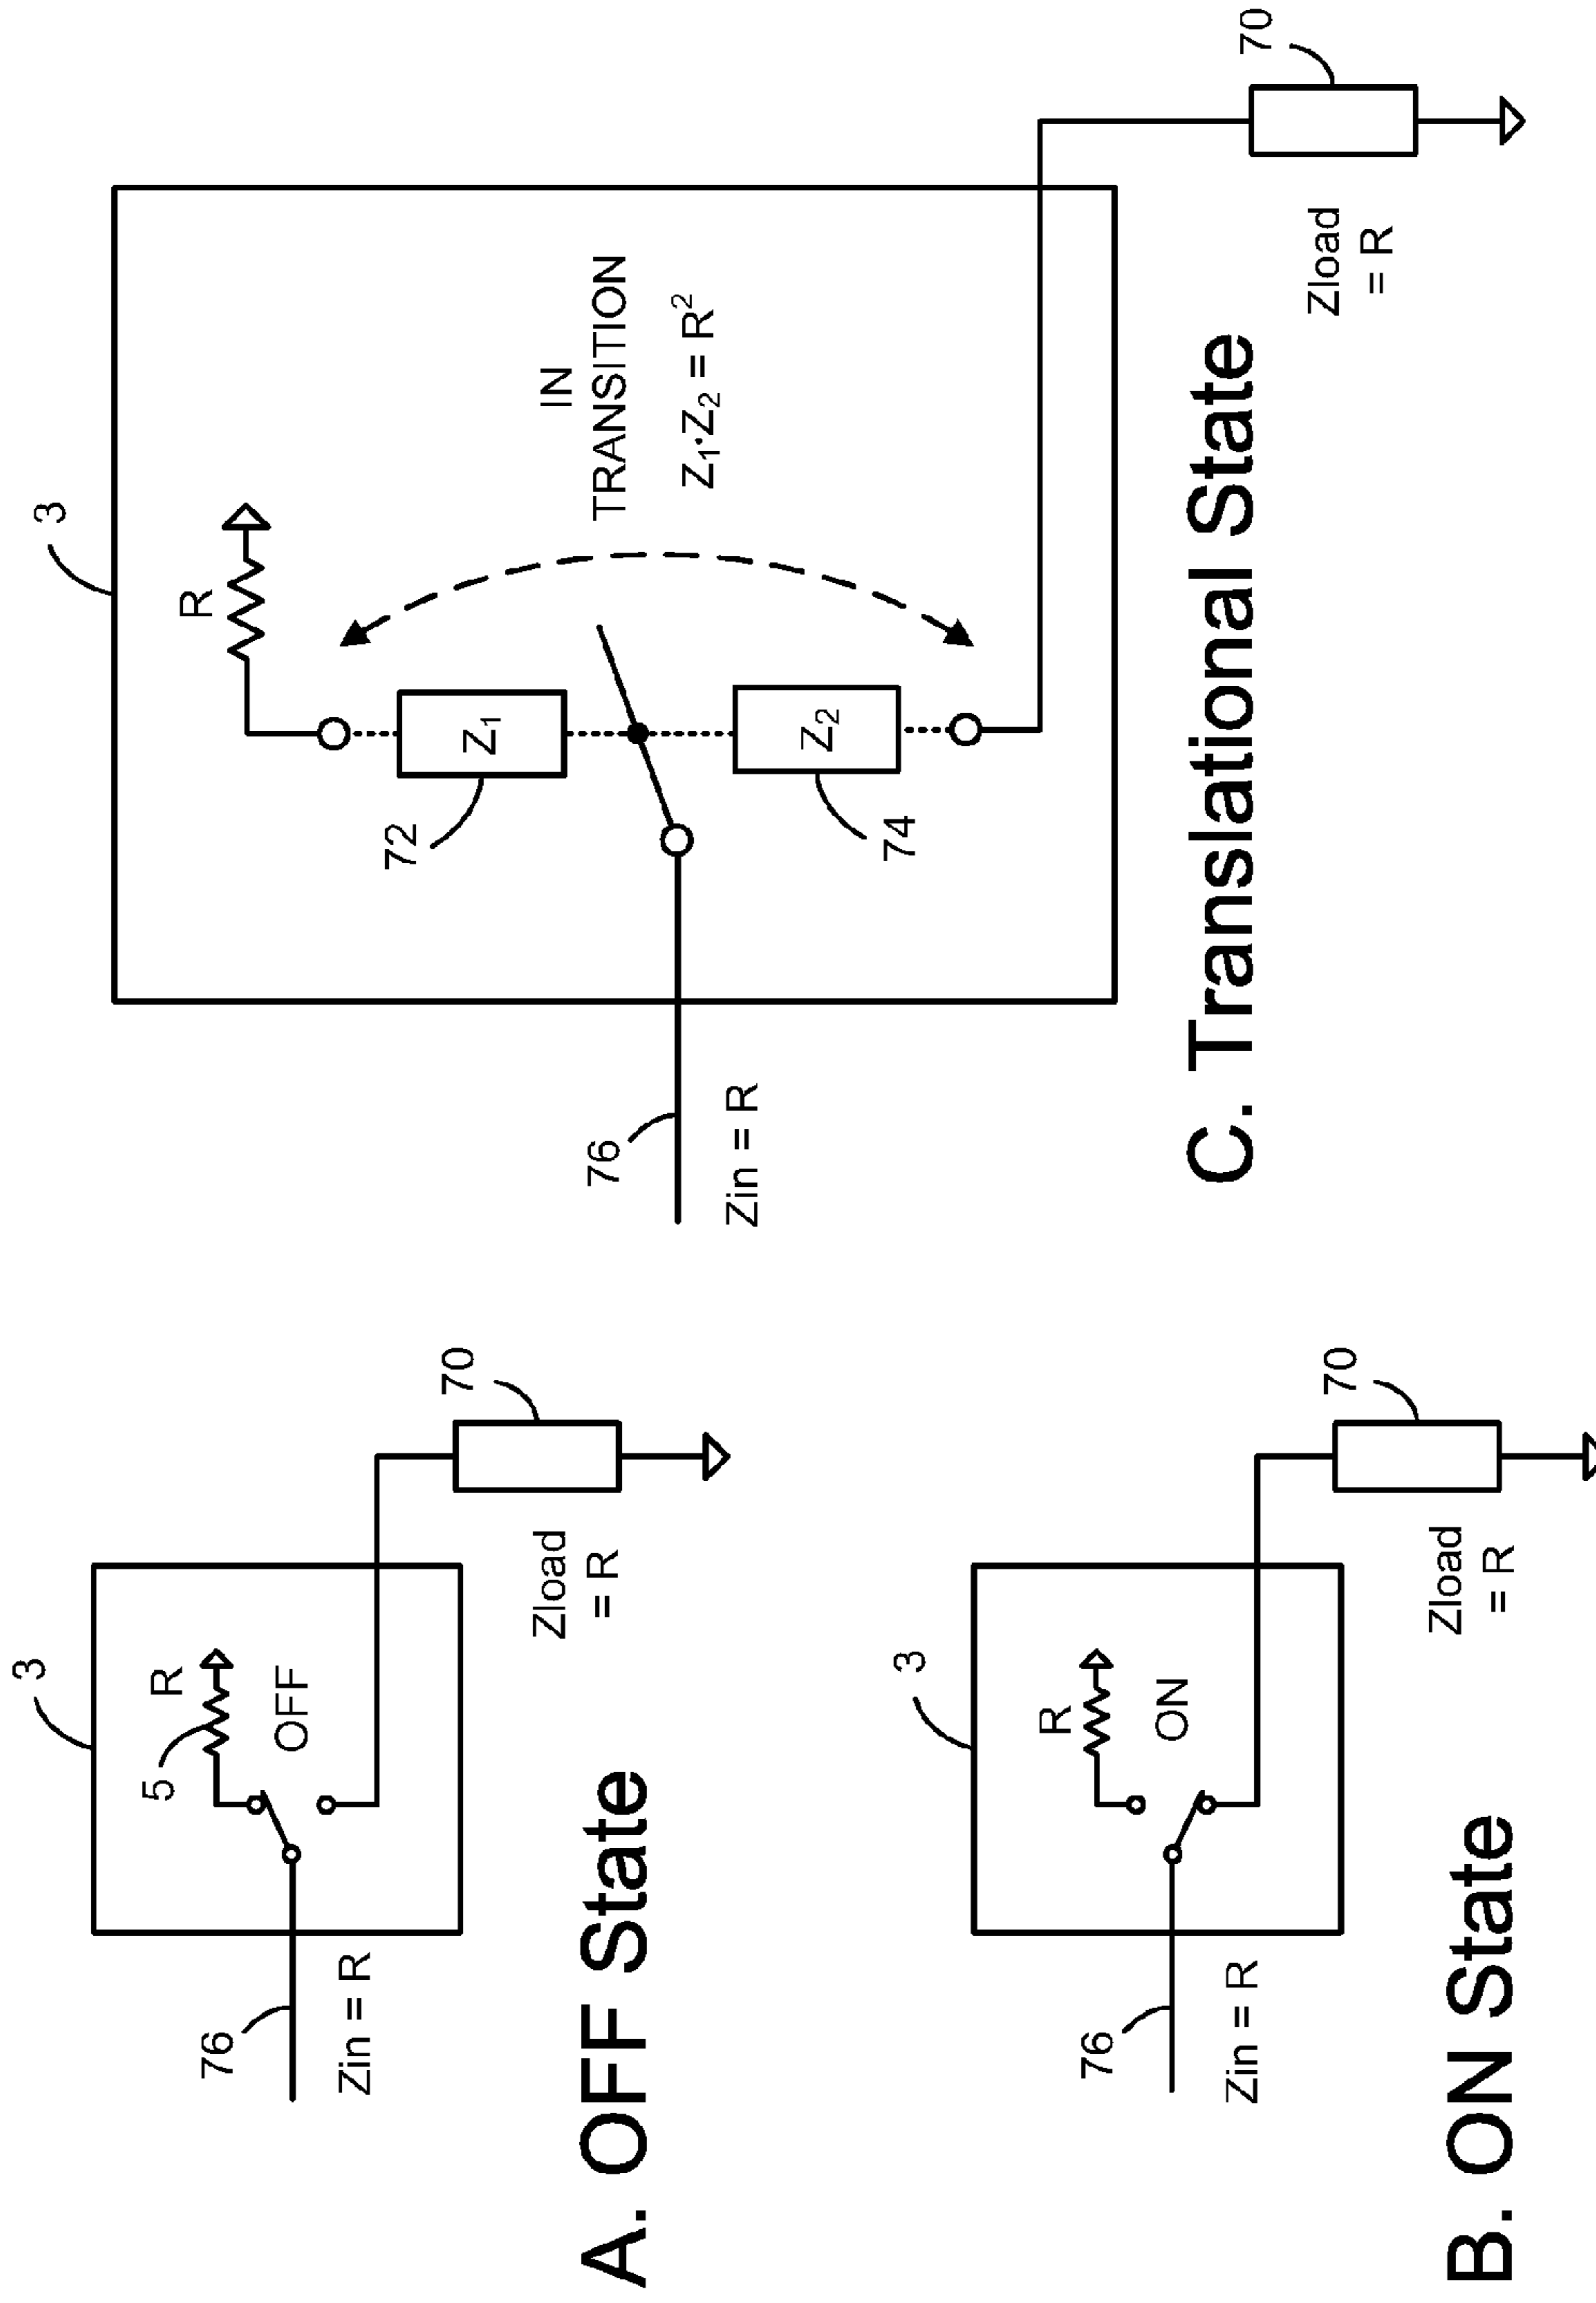 3
5
R
OFF
76
Zin = R
70
Zload
= R
A. OFF State
3
R
ON
76
Zin = R
70
Zload
= R
B. ON State
3
R
72
Z₁
IN
TRANSITION
Z₁·Z₂ = R²
74
Z₂
76
Zin = R
70
Zload
= R
C. Translational State